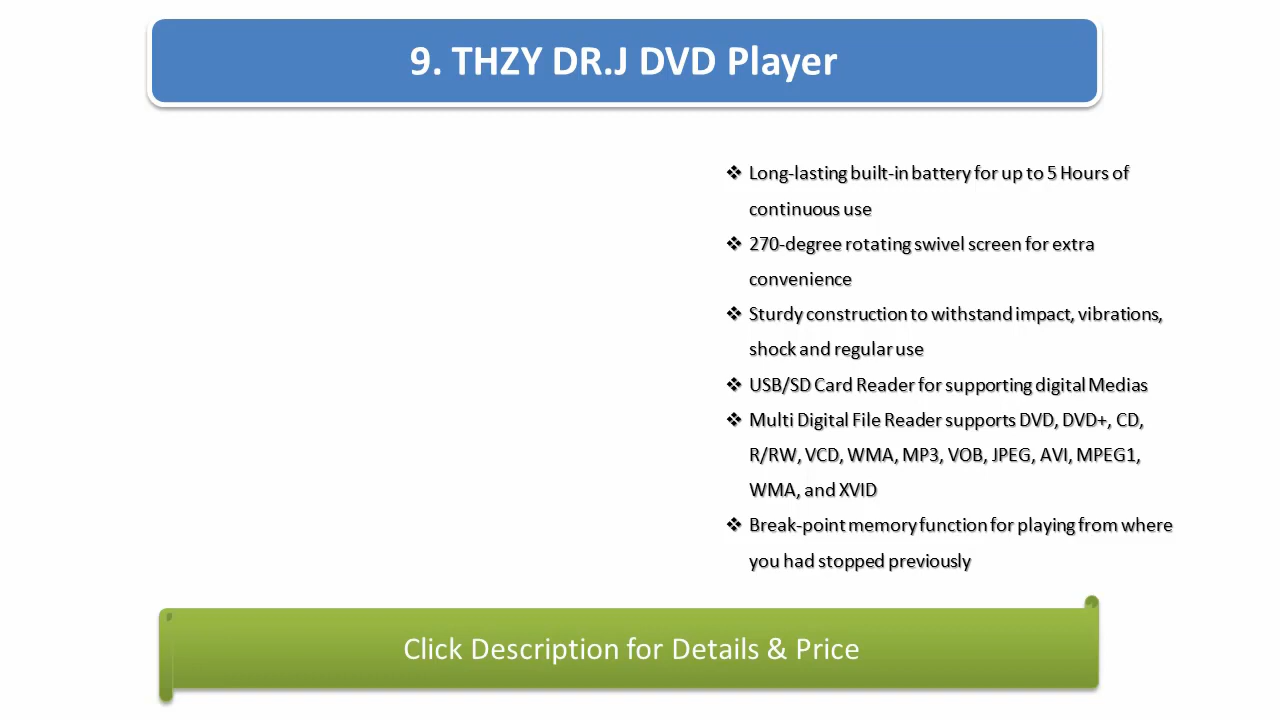 9. THZY DR.J DVD Player
❖ Long-lasting built-in battery for up to 5 Hours of
continuous use
❖ 270-degree rotating swivel screen for extra
convenience
❖ Sturdy construction to withstand impact, vibrations,
shock and regular use
❖ USB/SD Card Reader for supporting digital Medias
❖ Multi Digital File Reader supports DVD, DVD+, CD,
R/RW, VCD, WMA, MP3, VOB, JPEG, AVI, MPEG1,
WMA, and XVID
❖ Break-point memory function for playing from where
you had stopped previously
Click Description for Details & Price